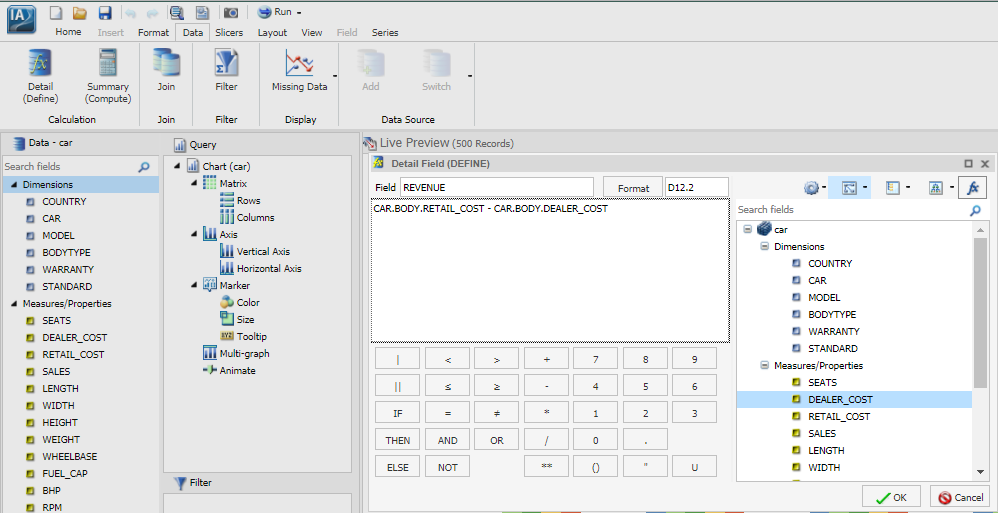 IA
Run
Home Insert Format Data Slicers Layout View Field Series
Detail (Define)
Summary (Compute)
Join
Filter
Missing Data
Add
Switch
Calculation Join Filter Display Data Source
Data - car
Search fields
Dimensions
COUNTRY
CAR
MODEL
BODYTYPE
WARRANTY
STANDARD
Measures/Properties
SEATS
DEALER_COST
RETAIL_COST
SALES
LENGTH
WIDTH
HEIGHT
WEIGHT
WHEELBASE
FUEL_CAP
BHP
RPM
Query
Chart (car)
Matrix
Rows
Columns
Axis
Vertical Axis
Horizontal Axis
Marker
Color
Size
XYZ Tooltip
Multi-graph
Animate
Filter
Live Preview (500 Records)
Detail Field (DEFINE)
Field REVENUE Format D12.2
fx
CAR.BODY.RETAIL_COST - CAR.BODY.DEALER_COST
| < > + 7 8 9
|| ≤ ≥ - 4 5 6
IF = ≠ * 1 2 3
THEN AND OR / 0 .
ELSE NOT ** () " U
Search fields
car
Dimensions
COUNTRY
CAR
MODEL
BODYTYPE
WARRANTY
STANDARD
Measures/Properties
SEATS
DEALER_COST
RETAIL_COST
SALES
LENGTH
WIDTH
OK Cancel